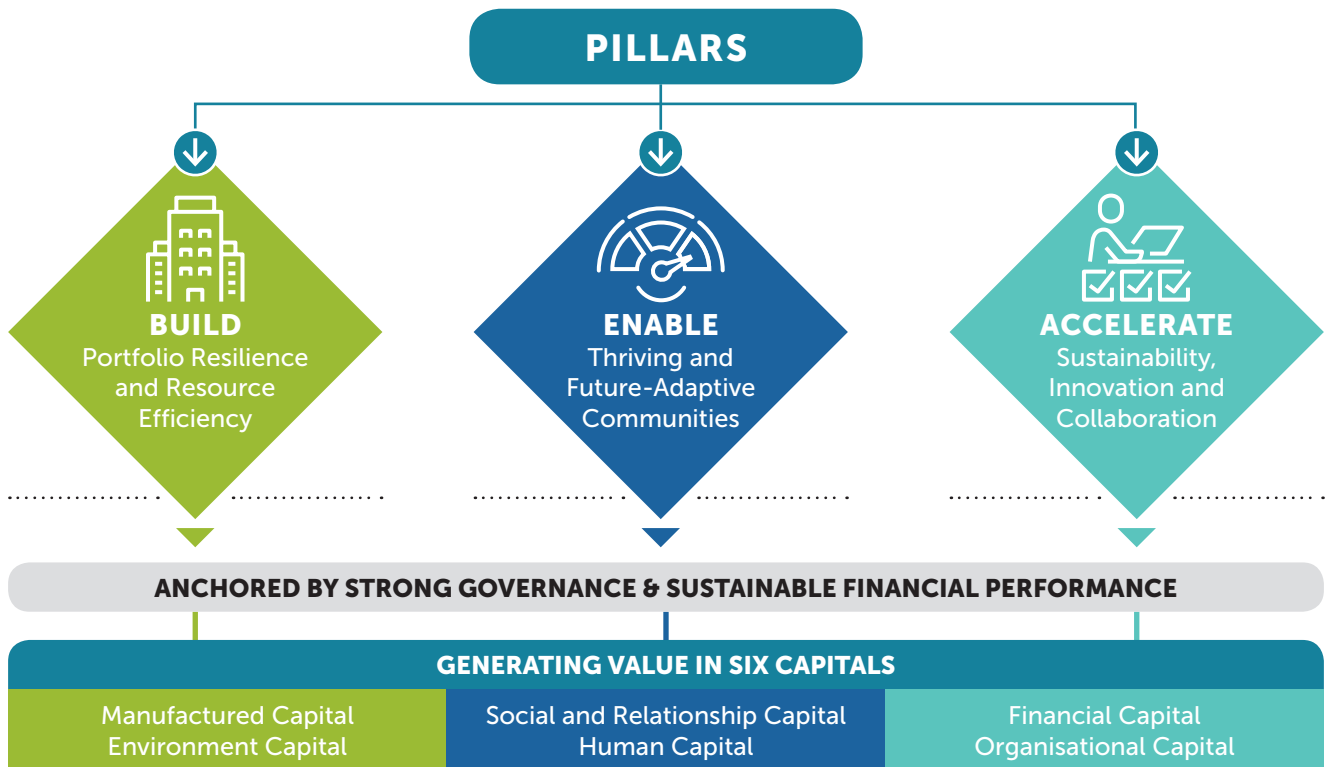 PILLARS
BUILD
Portfolio Resilience
and Resource
Efficiency
ENABLE
Thriving and
Future-Adaptive
Communities
ACCELERATE
Sustainability,
Innovation and
Collaboration
ANCHORED BY STRONG GOVERNANCE & SUSTAINABLE FINANCIAL PERFORMANCE
GENERATING VALUE IN SIX CAPITALS
Manufactured Capital
Environment Capital
Social and Relationship Capital
Human Capital
Financial Capital
Organisational Capital